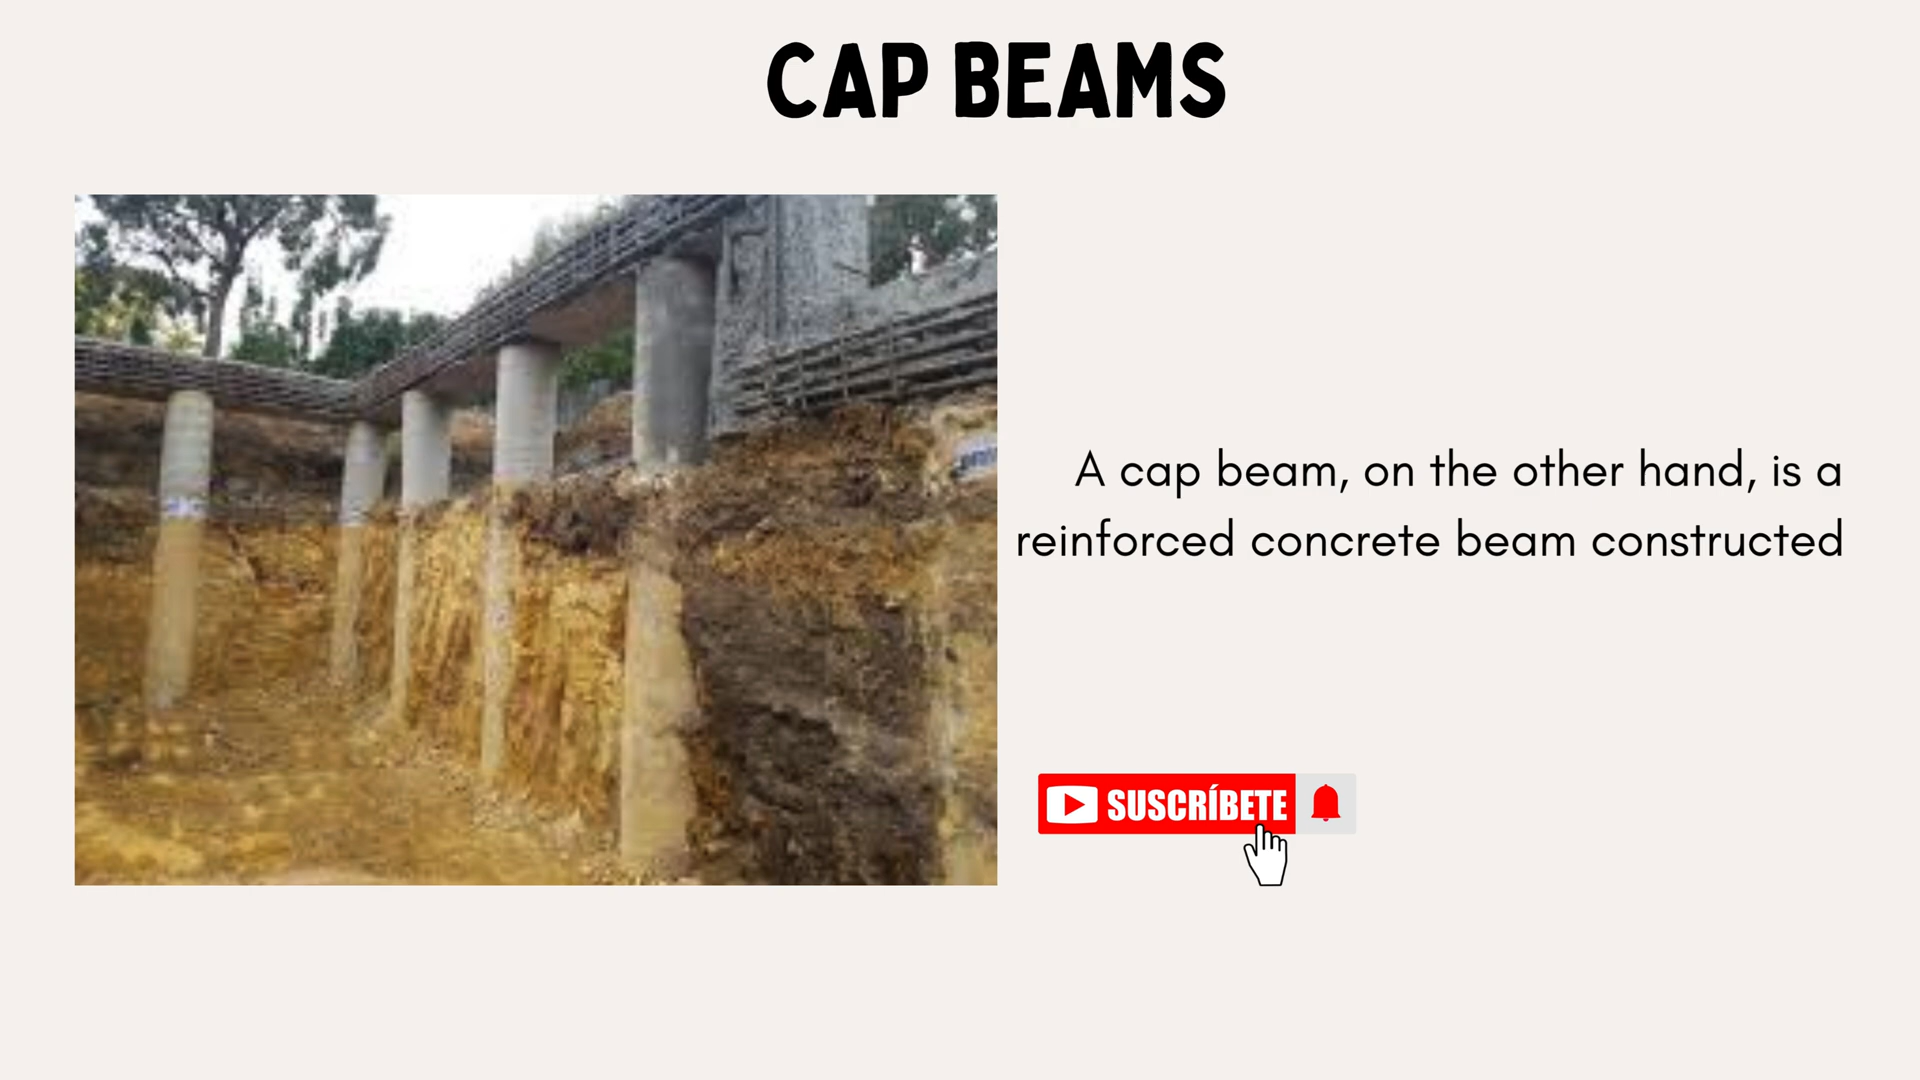 CAP BEAMS
A cap beam, on the other hand, is a
reinforced concrete beam constructed
SUSCRÍBETE